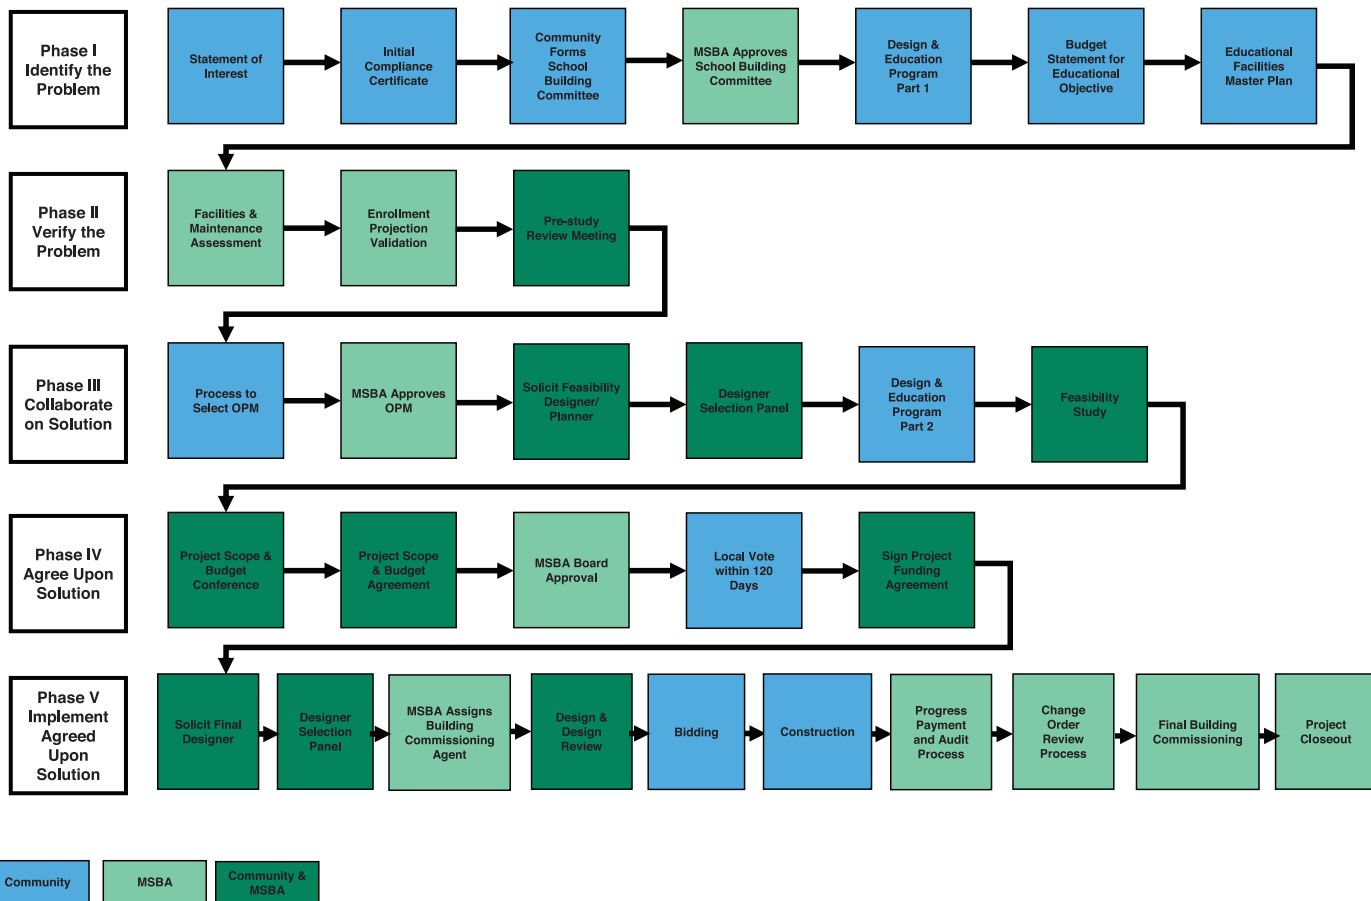 Phase I
Identify the
Problem
Statement of
Interest
Initial
Compliance
Certificate
Community
Forms
School
Building
Committee
MSBA Approves
School Building
Committee
Design &
Education
Program
Part 1
Budget
Statement for
Educational
Objective
Educational
Facilities
Master Plan
Phase II
Verify the
Problem
Facilities &
Maintenance
Assessment
Enrollment
Projection
Validation
Pre-study
Review Meeting
Phase III
Collaborate
on Solution
Process to
Select OPM
MSBA Approves
OPM
Solicit Feasibility
Designer/
Planner
Designer
Selection Panel
Design &
Education
Program
Part 2
Feasibility
Study
Phase IV
Agree Upon
Solution
Project Scope &
Budget
Conference
Project Scope
& Budget
Agreement
MSBA Board
Approval
Local Vote
within 120
Days
Sign Project
Funding
Agreement
Phase V
Implement
Agreed
Upon
Solution
Solicit Final
Designer
Designer
Selection
Panel
MSBA Assigns
Building
Commissioning
Agent
Design &
Design
Review
Bidding
Construction
Progress
Payment
and Audit
Process
Change
Order
Review
Process
Final Building
Commissioning
Project
Closeout
Community
MSBA
Community &
MSBA